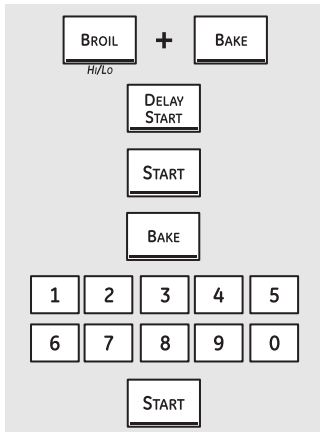 BROIL + BAKE
HI/LO
DELAY
START
START
BAKE
1 2 3 4 5
6 7 8 9 0
START